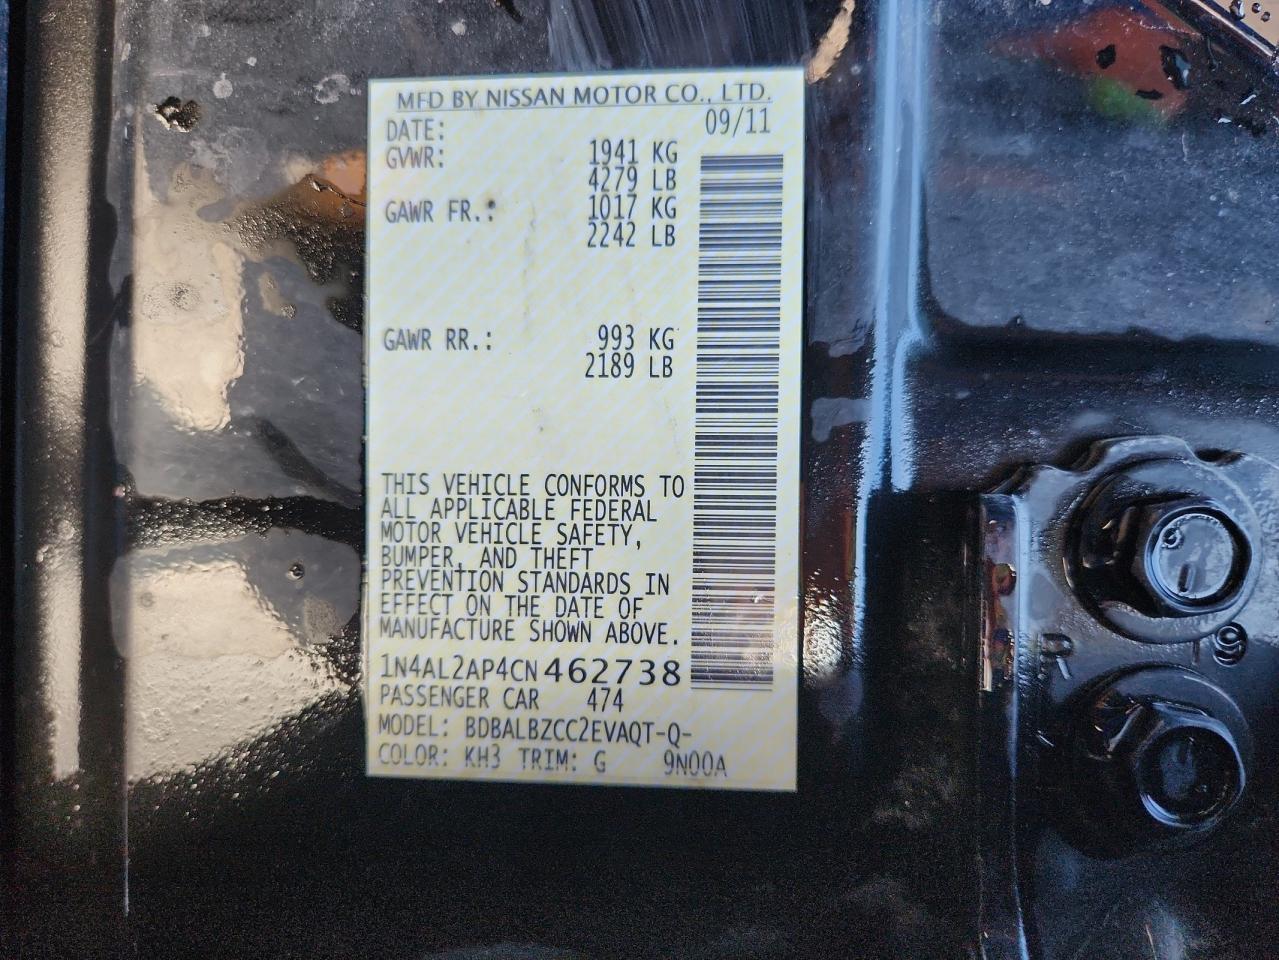 MFD BY NISSAN MOTOR CO., LTD.
DATE: 09/11
GVWR: 1941 KG
4279 LB
GAWR FR.: 1017 KG
2242 LB
GAWR RR.: 993 KG
2189 LB
THIS VEHICLE CONFORMS TO
ALL APPLICABLE FEDERAL
MOTOR VEHICLE SAFETY,
BUMPER, AND THEFT
PREVENTION STANDARDS IN
EFFECT ON THE DATE OF
MANUFACTURE SHOWN ABOVE.
1N4AL2AP4CN462738
PASSENGER CAR 474
MODEL: BDBALBZCC2EVAQT-Q-
COLOR: KH3 TRIM: G 9N00A
R